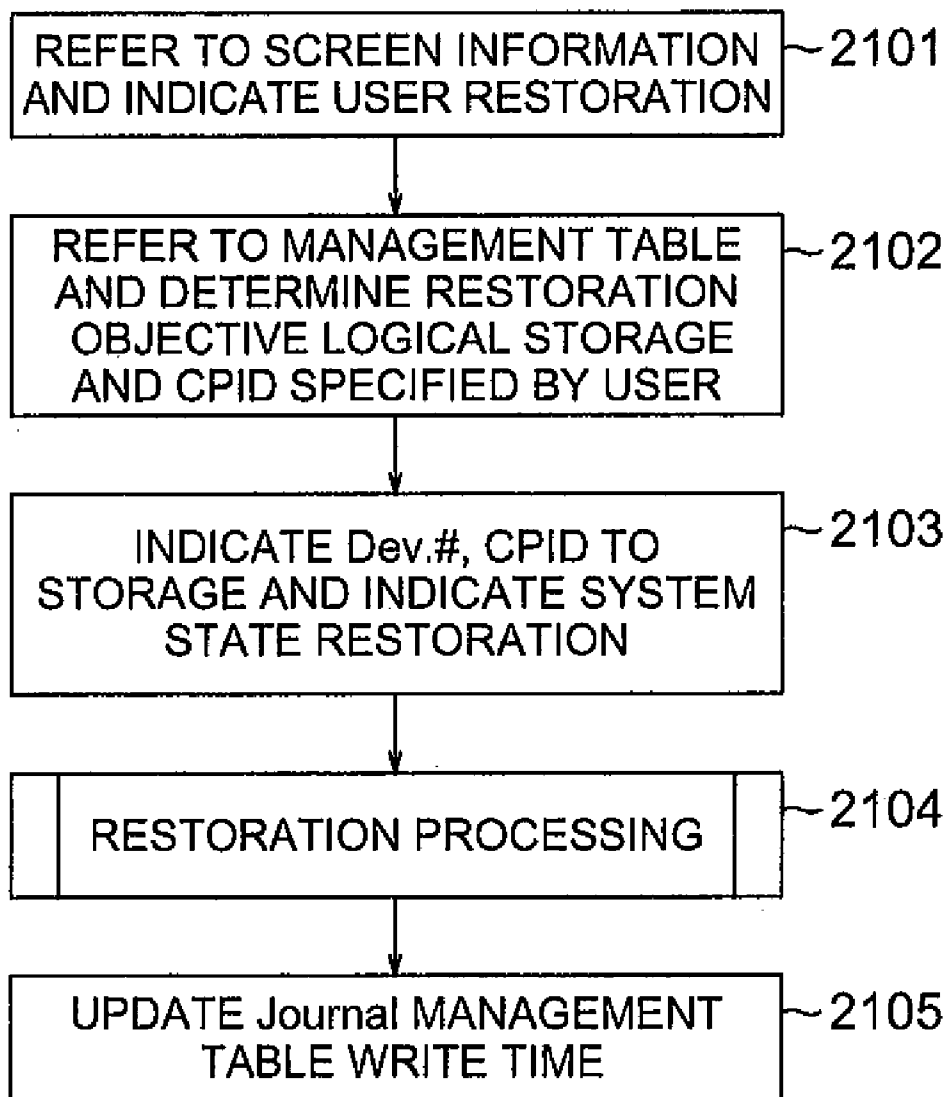 REFER TO SCREEN INFORMATION
AND INDICATE USER RESTORATION
~2101
REFER TO MANAGEMENT TABLE
AND DETERMINE RESTORATION
OBJECTIVE LOGICAL STORAGE
AND CPID SPECIFIED BY USER
~2102
INDICATE Dev.#, CPID TO
STORAGE AND INDICATE SYSTEM
STATE RESTORATION
~2103
RESTORATION PROCESSING
~2104
UPDATE Journal MANAGEMENT
TABLE WRITE TIME
~2105